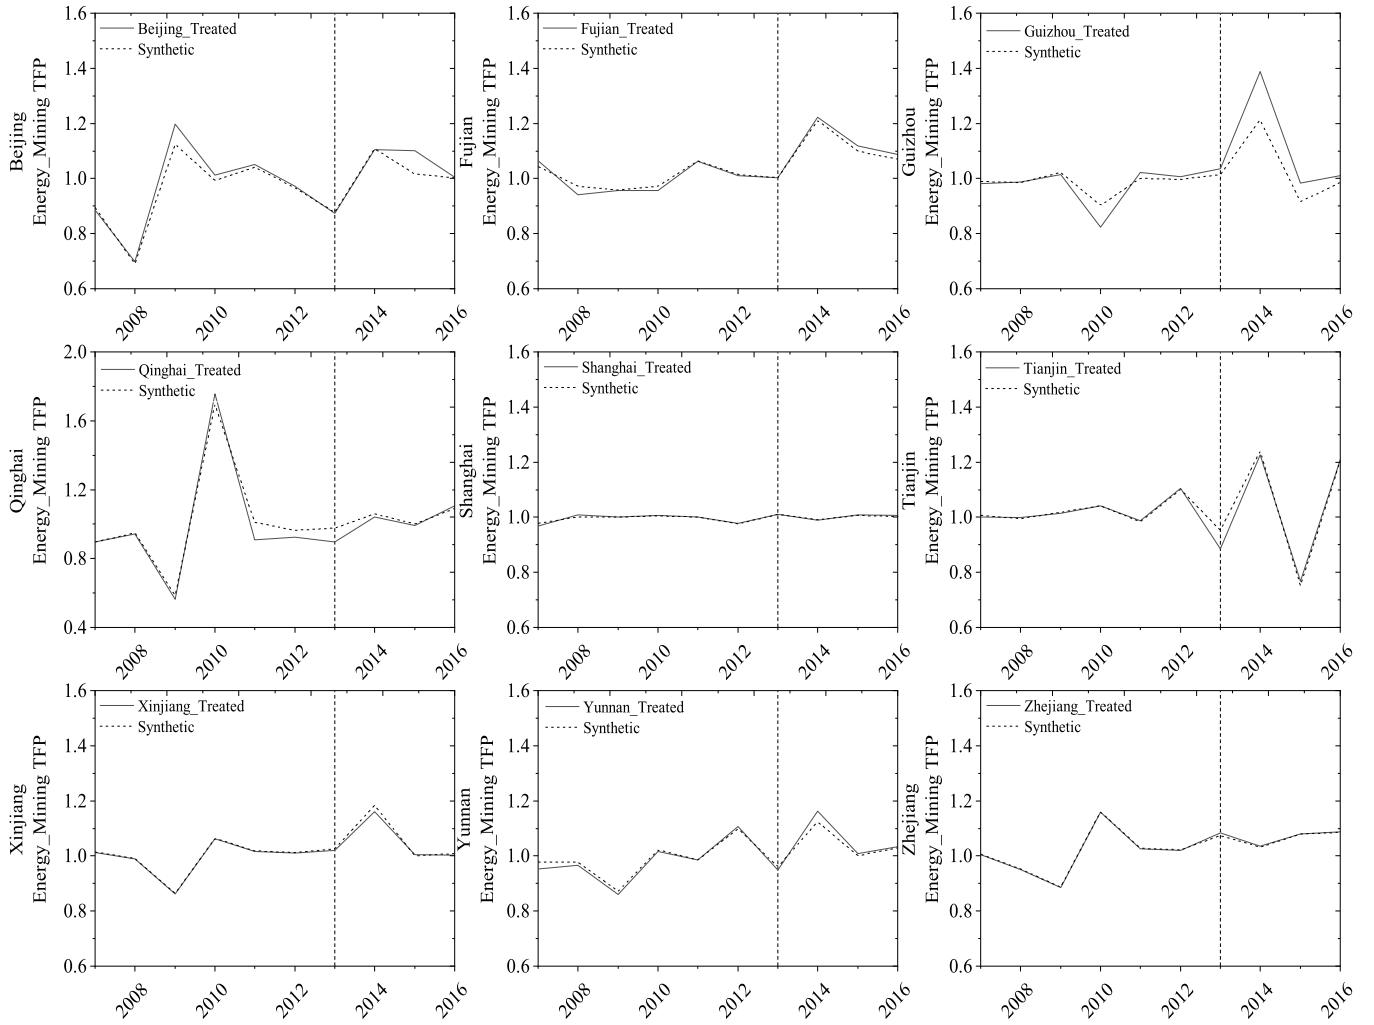 Beijing
Energy_Mining TFP
1.6
1.4
1.2
1.0
0.8
0.6
Beijing_Treated
Synthetic
2008
2010
2012
2014
2016
Fujian
Energy_Mining TFP
1.6
1.4
1.2
1.0
0.8
0.6
Fujian_Treated
Synthetic
2008
2010
2012
2014
2016
Guizhou
Energy_Mining TFP
1.6
1.4
1.2
1.0
0.8
0.6
Guizhou_Treated
Synthetic
2008
2010
2012
2014
2016
Qinghai
Energy_Mining TFP
2.0
1.6
1.2
0.8
0.4
Qinghai_Treated
Synthetic
2008
2010
2012
2014
2016
Shanghai
Energy_Mining TFP
1.6
1.4
1.2
1.0
0.8
0.6
Shanghai_Treated
Synthetic
2008
2010
2012
2014
2016
Tianjin
Energy_Mining TFP
1.6
1.4
1.2
1.0
0.8
0.6
Tianjin_Treated
Synthetic
2008
2010
2012
2014
2016
Xinjiang
Energy_Mining TFP
1.6
1.4
1.2
1.0
0.8
0.6
Xinjiang_Treated
Synthetic
2008
2010
2012
2014
2016
Yunnan
Energy_Mining TFP
1.6
1.4
1.2
1.0
0.8
0.6
Yunnan_Treated
Synthetic
2008
2010
2012
2014
2016
Zhejiang
Energy_Mining TFP
1.6
1.4
1.2
1.0
0.8
0.6
Zhejiang_Treated
Synthetic
2008
2010
2012
2014
2016